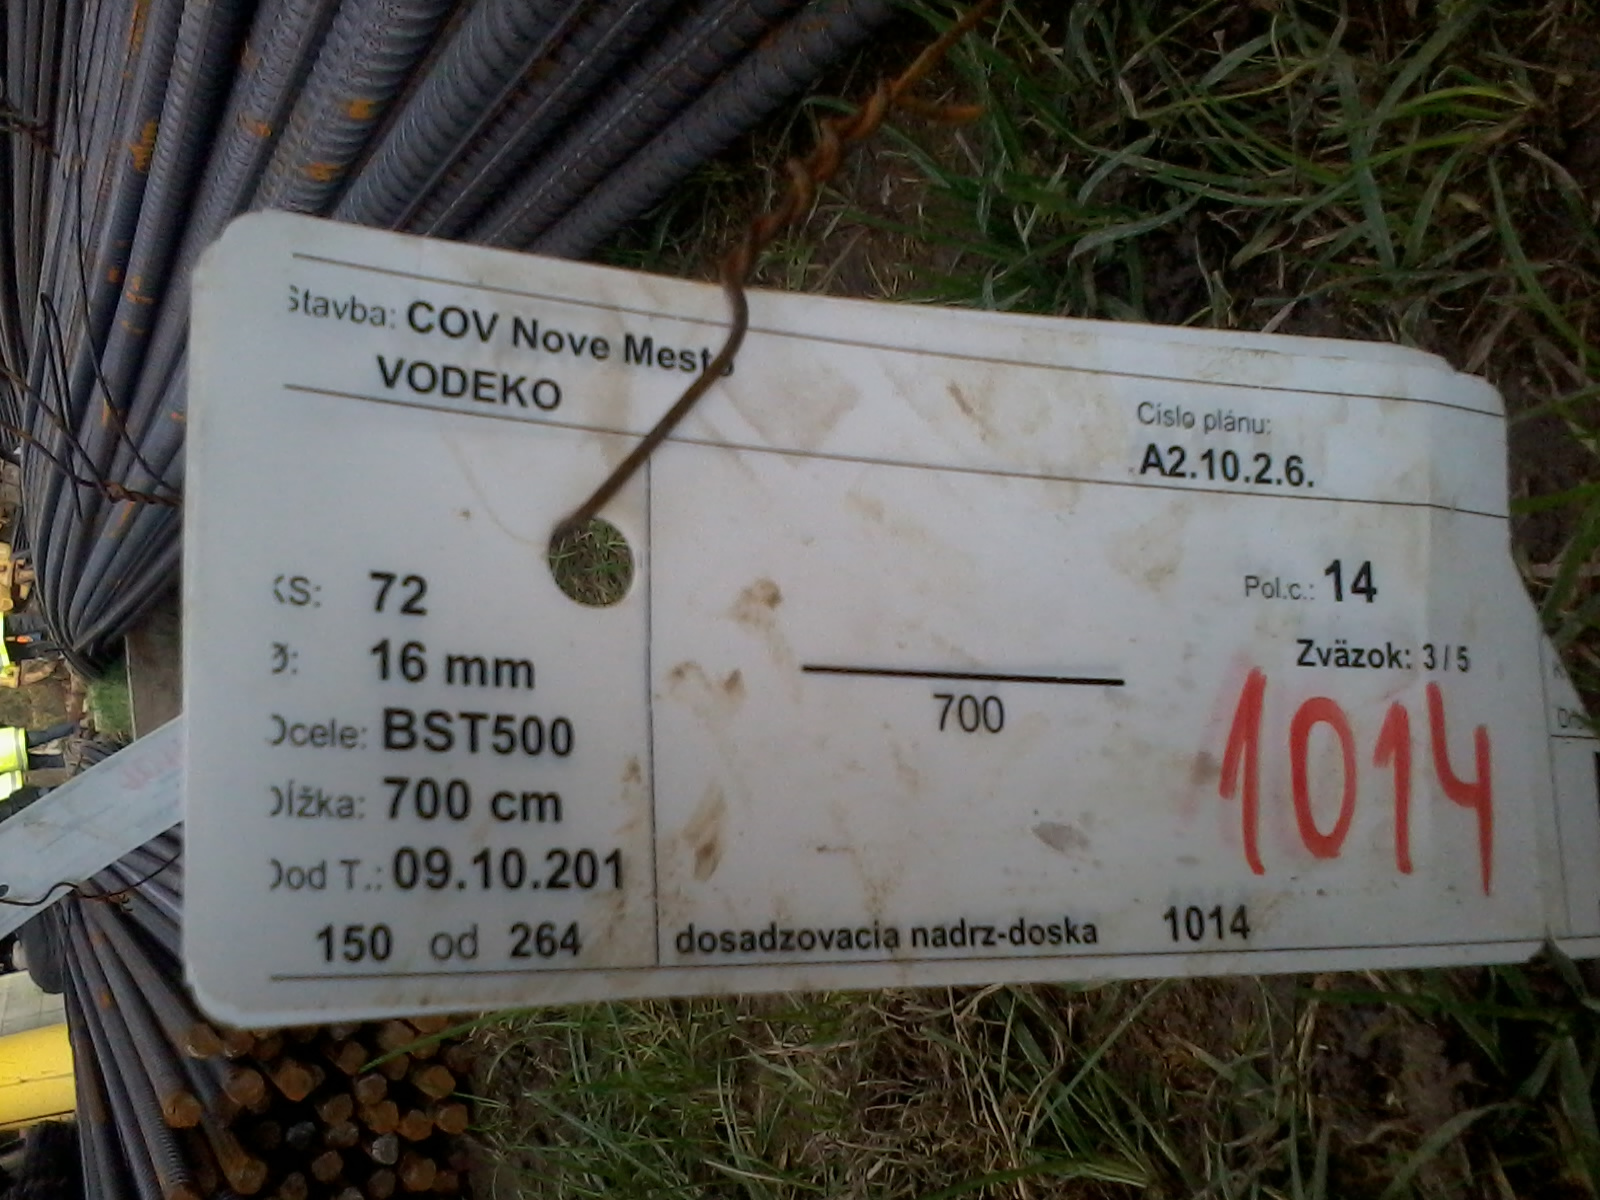 Stavba: COV Nove Mesto
VODEKO
Císlo plánu:
A2.10.2.6.
KS: 72
Pol.c.: 14
16 mm
Zväzok: 3 / 5
Ocele: BST500
700
1014
Dĺžka: 700 cm
Dod T.: 09.10.201
150 od 264
dosadzovacia nadrz-doska 1014